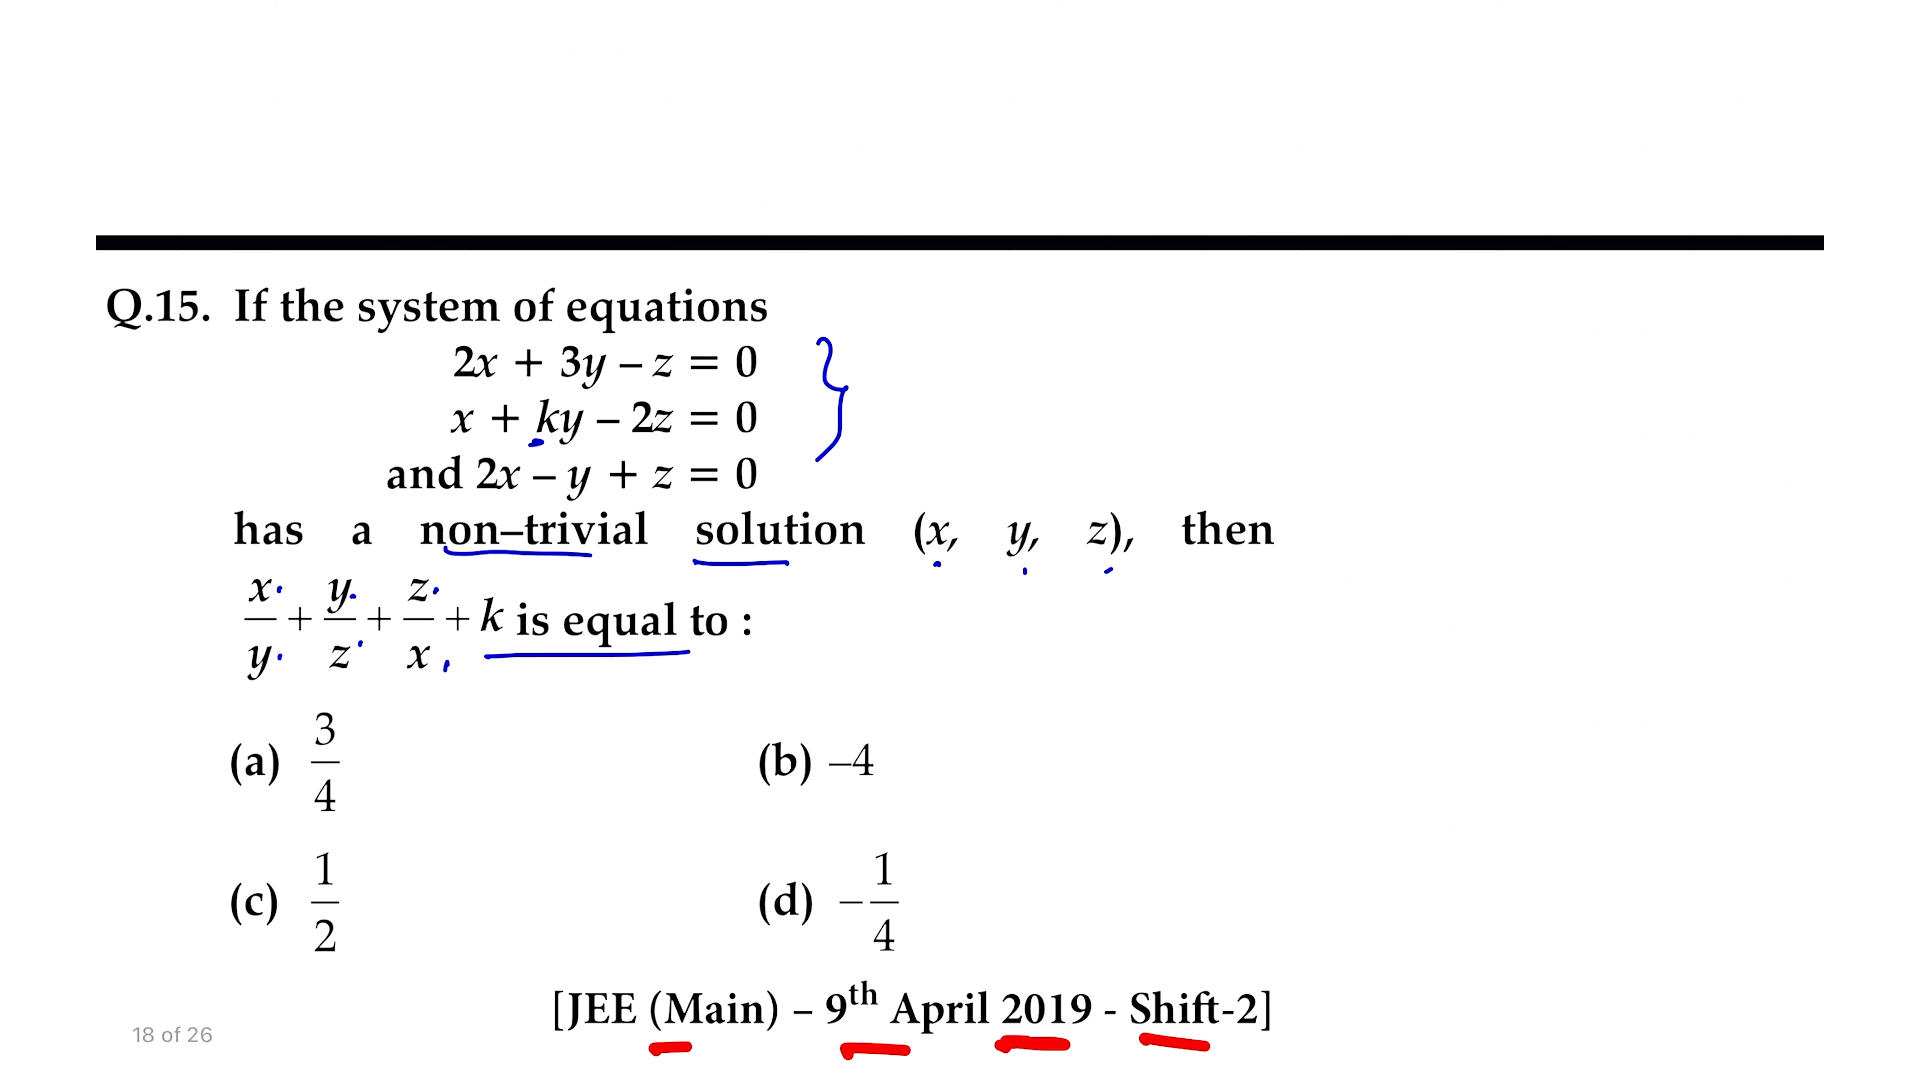 Q.15. If the system of equations
2x + 3y – z = 0
x + ky – 2z = 0
and 2x – y + z = 0
has a non–trivial solution (x, y, z), then
x/y + y/z + z/x + k is equal to :
(a) 3/4 (b) –4
(c) 1/2 (d) –1/4
[JEE (Main) – 9th April 2019 - Shift-2]
18 of 26